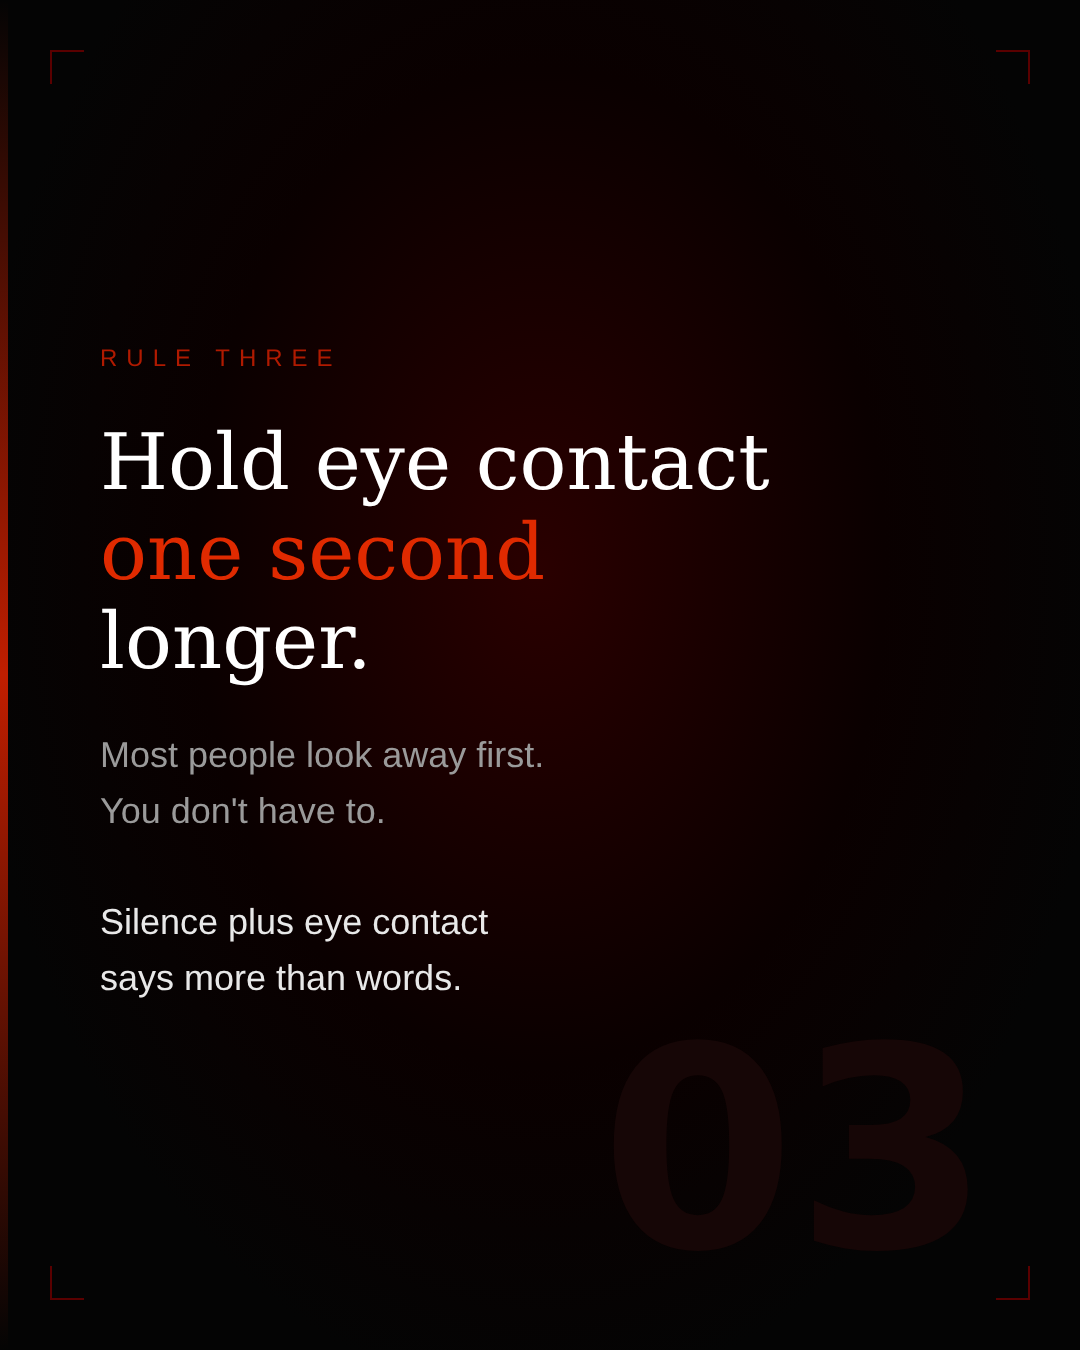 RULE THREE
Hold eye contact
one second
longer.
Most people look away first.
You don't have to.
Silence plus eye contact
says more than words.
03